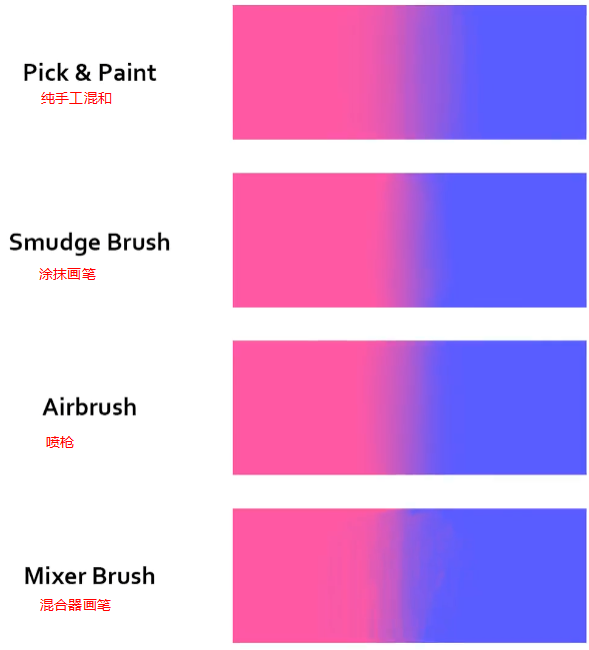 Pick & Paint
纯手工混和
Smudge Brush
涂抹画笔
Airbrush
喷枪
Mixer Brush
混合器画笔